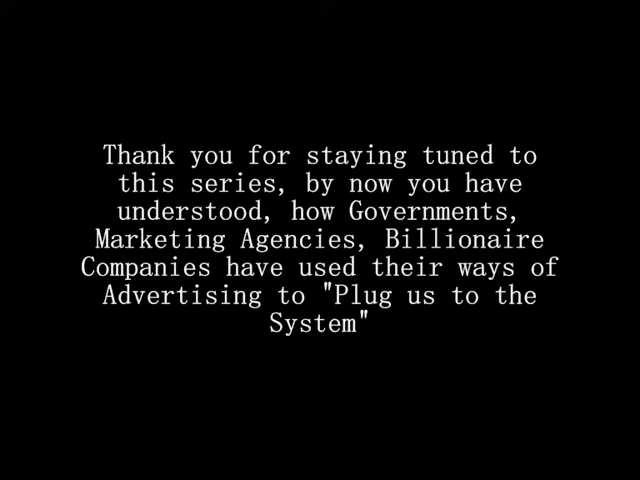 Thank you for staying tuned to
this series, by now you have
understood, how Governments,
Marketing Agencies, Billionaire
Companies have used their ways of
Advertising to "Plug us to the
System"